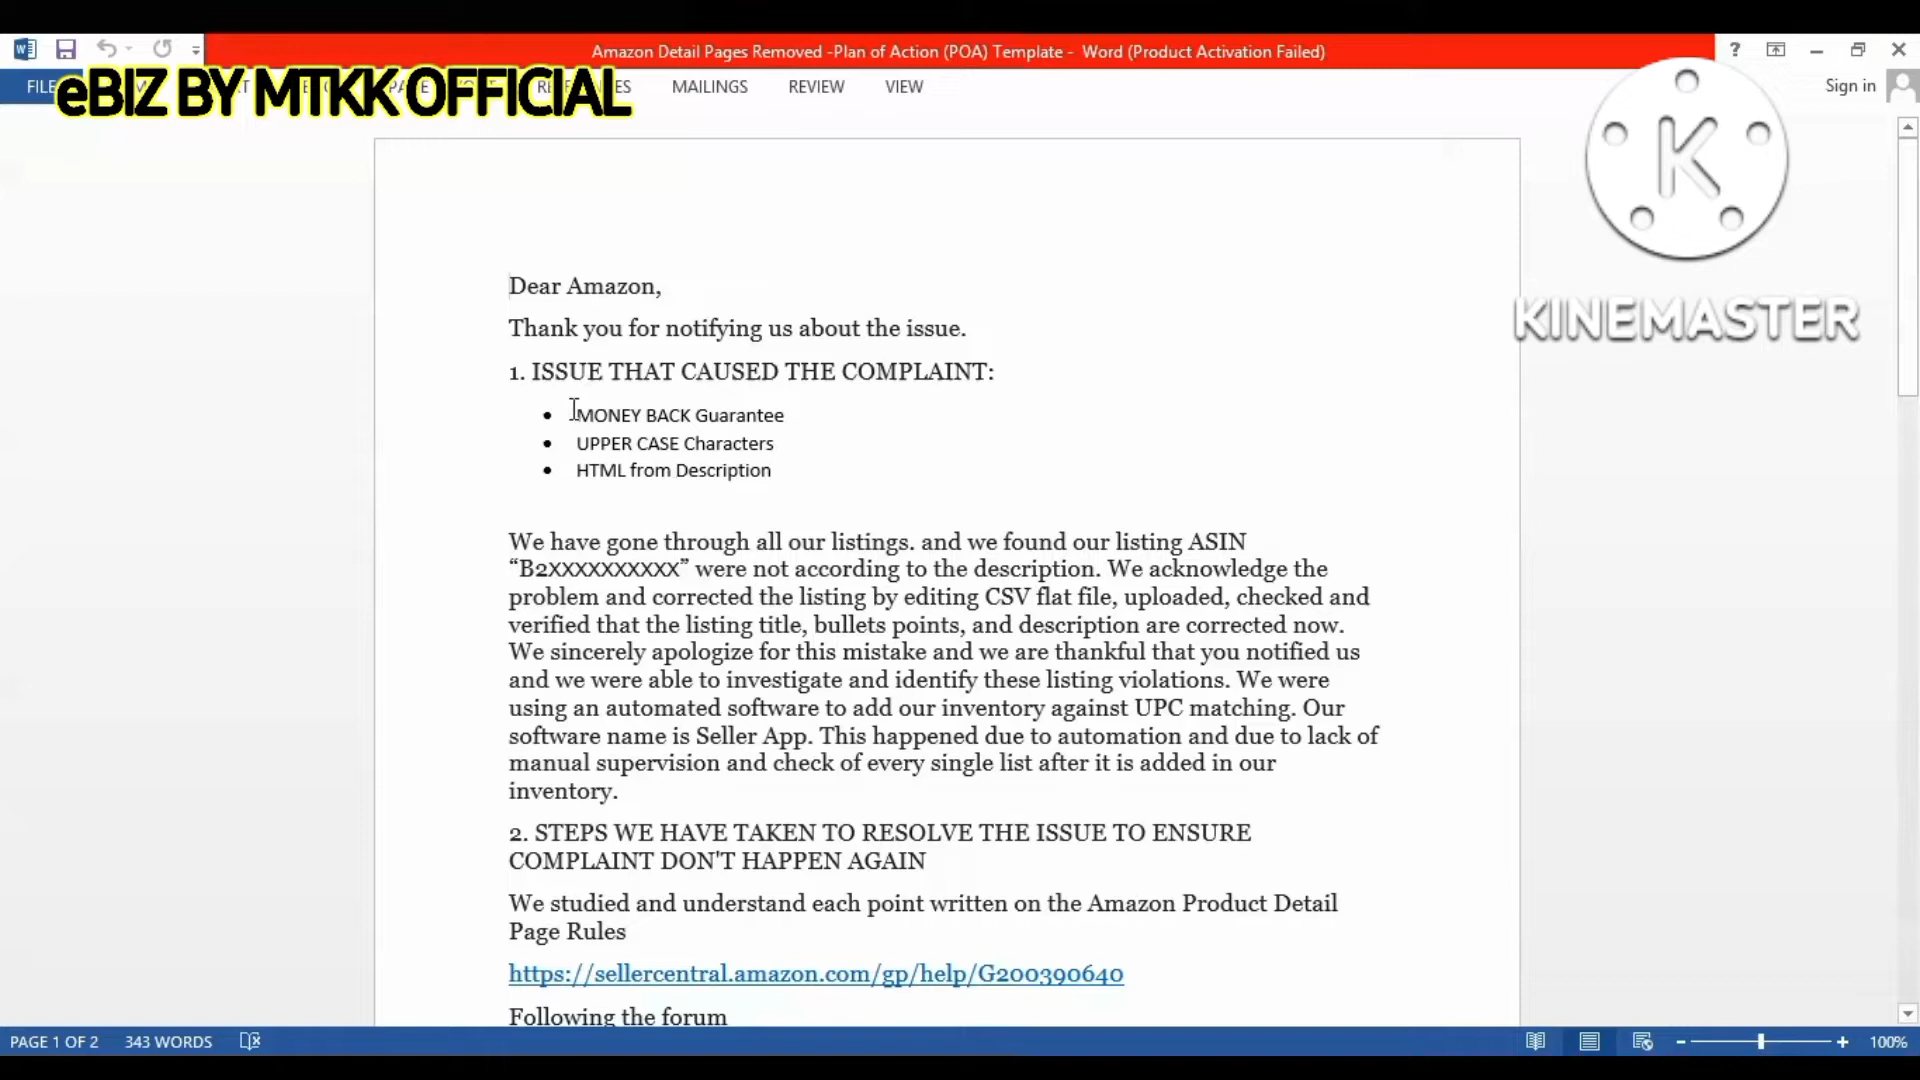 Amazon Detail Pages Removed -Plan of Action (POA) Template - Word (Product Activation Failed)
eBIZ BY MTKK OFFICIAL
MAILINGS REVIEW VIEW
Sign in
K
KINEMASTER
Dear Amazon,
Thank you for notifying us about the issue.
1. ISSUE THAT CAUSED THE COMPLAINT:
• MONEY BACK Guarantee
• UPPER CASE Characters
• HTML from Description
We have gone through all our listings. and we found our listing ASIN
“B2XXXXXXXXXX” were not according to the description. We acknowledge the
problem and corrected the listing by editing CSV flat file, uploaded, checked and
verified that the listing title, bullets points, and description are corrected now.
We sincerely apologize for this mistake and we are thankful that you notified us
and we were able to investigate and identify these listing violations. We were
using an automated software to add our inventory against UPC matching. Our
software name is Seller App. This happened due to automation and due to lack of
manual supervision and check of every single list after it is added in our
inventory.
2. STEPS WE HAVE TAKEN TO RESOLVE THE ISSUE TO ENSURE
COMPLAINT DON'T HAPPEN AGAIN
We studied and understand each point written on the Amazon Product Detail
Page Rules
https://sellercentral.amazon.com/gp/help/G200390640
Following the forum
PAGE 1 OF 2 343 WORDS 100%